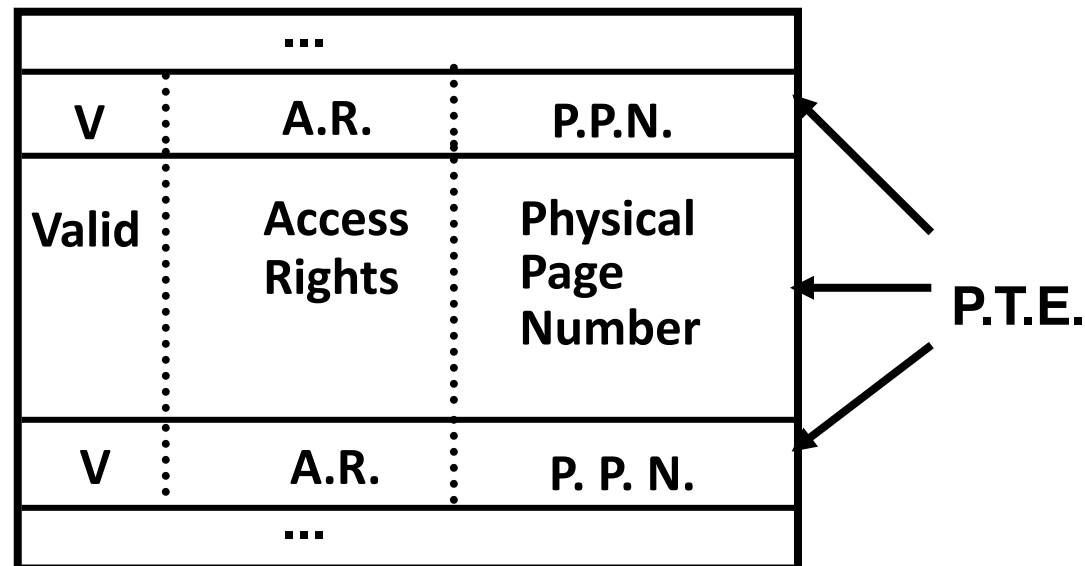 ...
V A.R. P.P.N.
Valid Access Rights Physical Page Number
P.T.E.
V A.R. P. P. N.
...